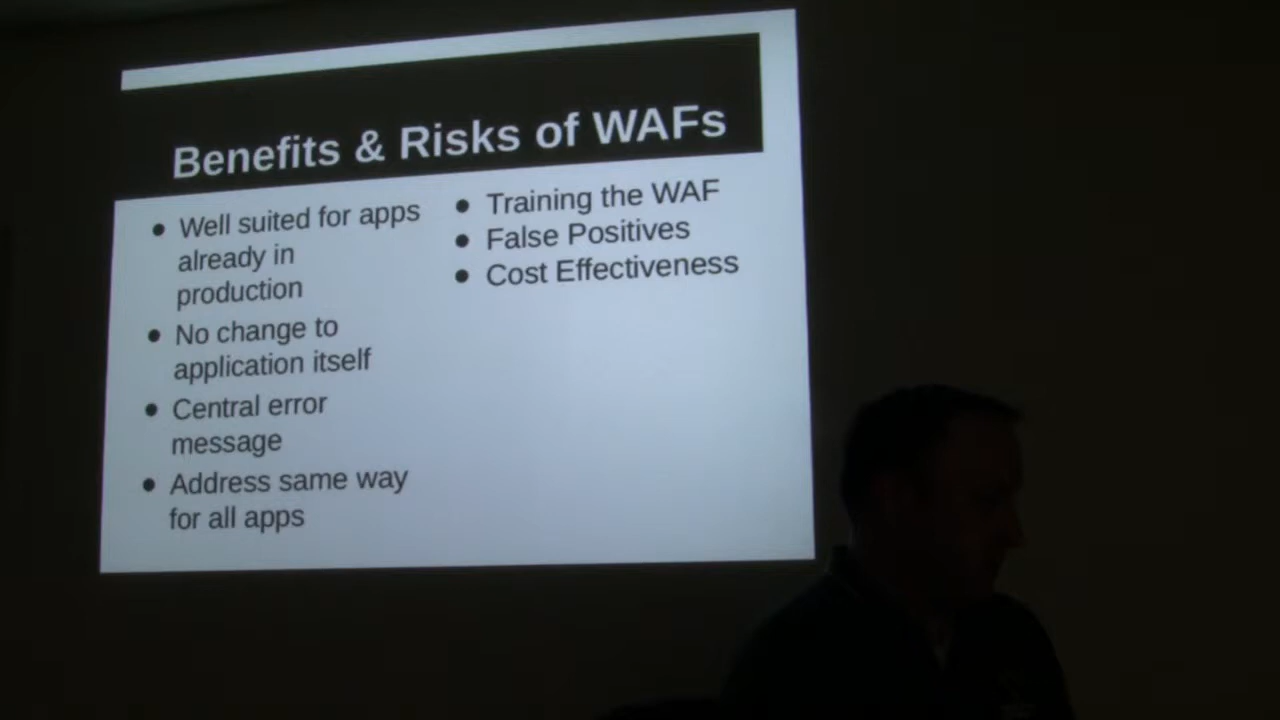 Benefits & Risks of WAFs
● Well suited for apps
already in
production
● No change to
application itself
● Central error
message
● Address same way
for all apps
● Training the WAF
● False Positives
● Cost Effectiveness